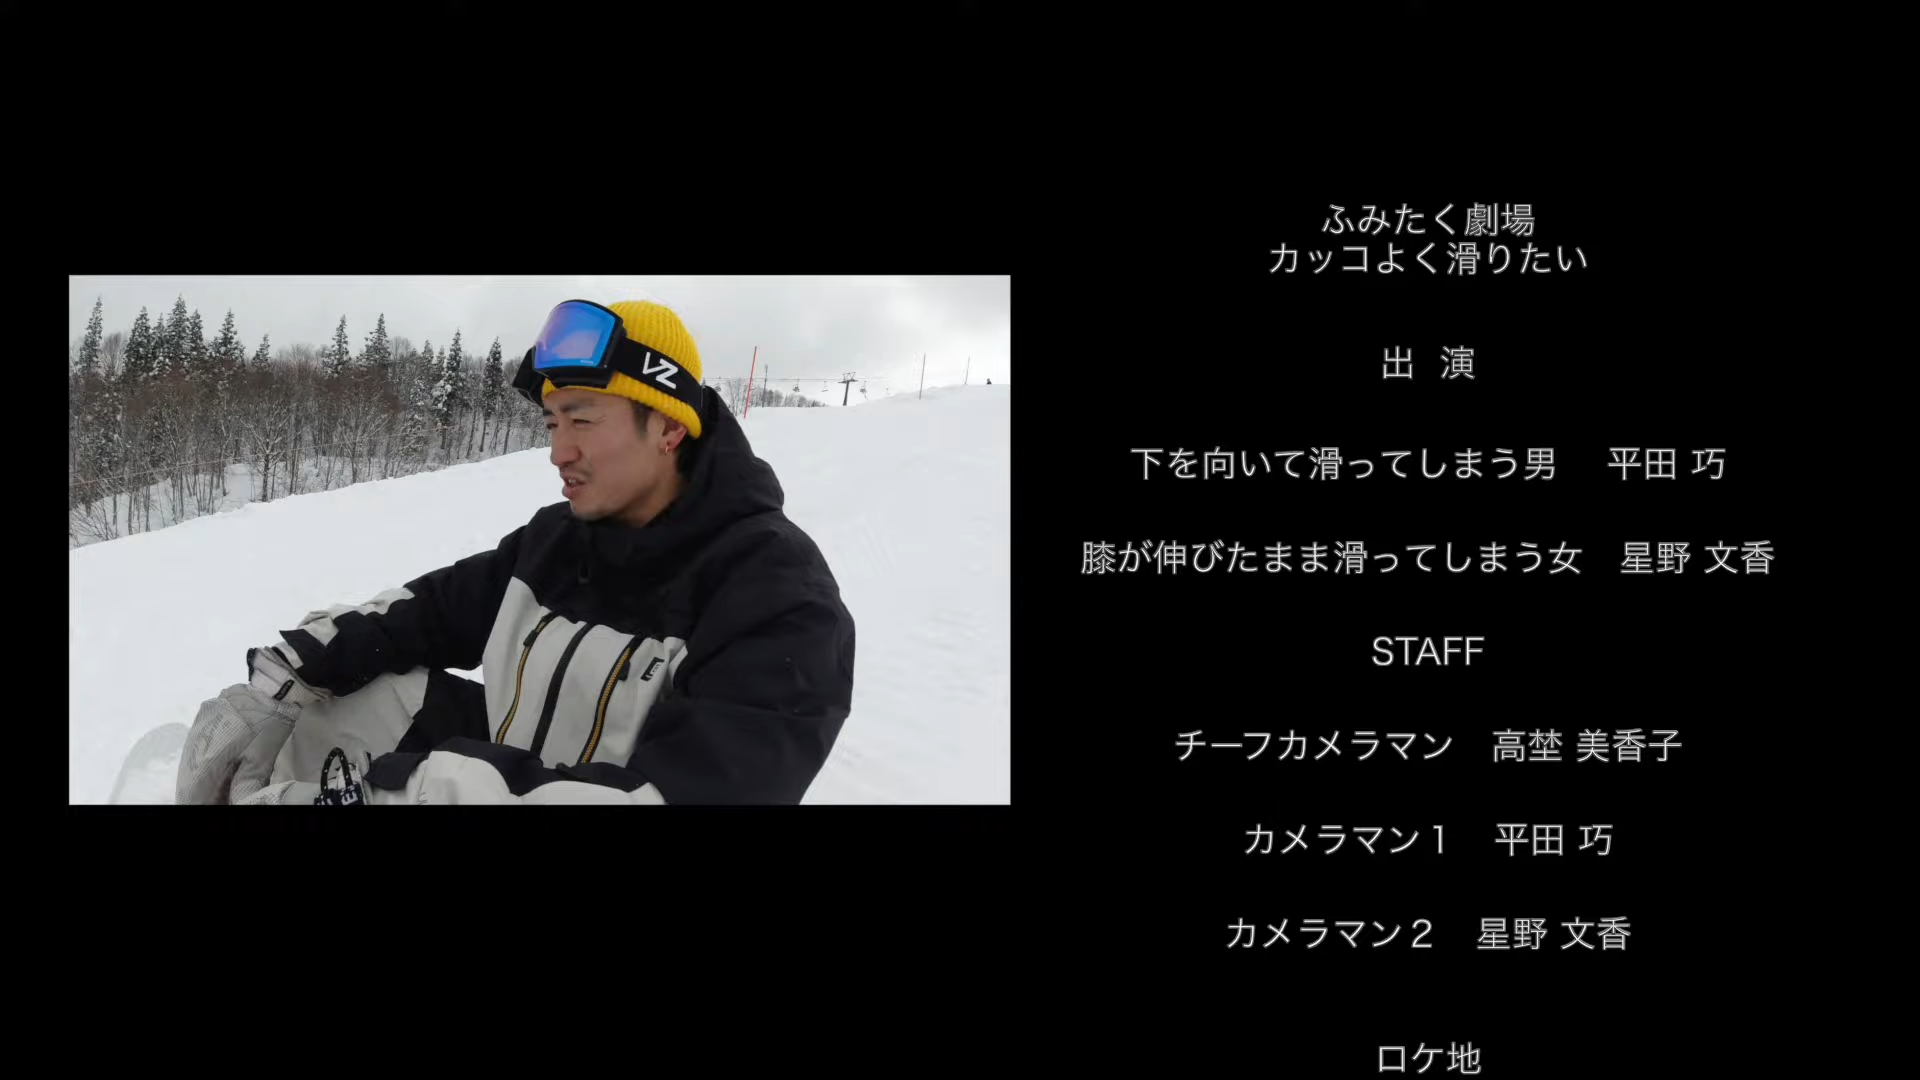 VZ
ふみたく劇場
カッコよく滑りたい
出 演
下を向いて滑ってしまう男 平田 巧
膝が伸びたまま滑ってしまう女 星野 文香
STAFF
チーフカメラマン 高埜 美香子
カメラマン1 平田 巧
カメラマン2 星野 文香
ロケ地